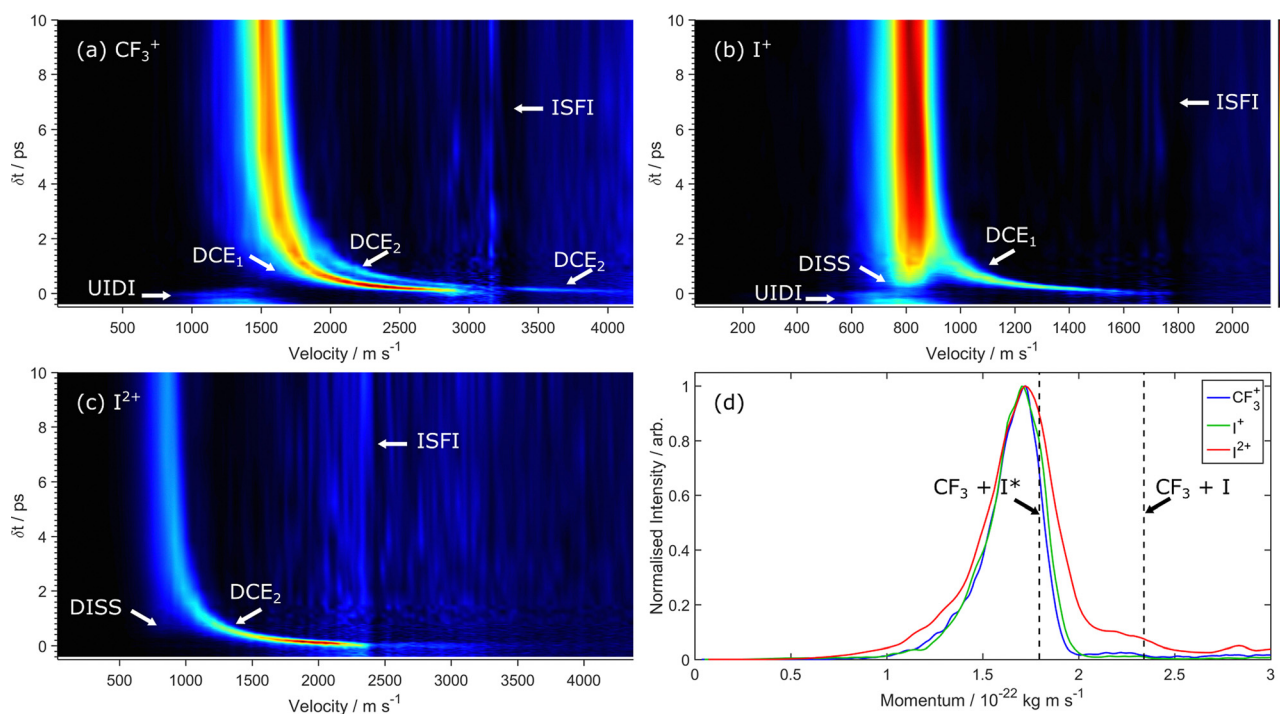 (a) CF₃⁺
ISFI
DCE₁
DCE₂
DCE₂
UIDI
10
8
6
4
2
0
δt / ps
500 1000 1500 2000 2500 3000 3500 4000
Velocity / m s⁻¹
(b) I⁺
ISFI
DCE₁
DISS
UIDI
10
8
6
4
2
0
δt / ps
200 400 600 800 1000 1200 1400 1600 1800 2000
Velocity / m s⁻¹
(c) I²⁺
ISFI
DCE₂
DISS
10
8
6
4
2
0
δt / ps
500 1000 1500 2000 2500 3000 3500 4000
Velocity / m s⁻¹
(d)
CF₃⁺
I⁺
I²⁺
CF₃ + I*
CF₃ + I
1
0.8
0.6
0.4
0.2
0
Normalised Intensity / arb.
0 0.5 1 1.5 2 2.5 3
Momentum / 10⁻²² kg m s⁻¹